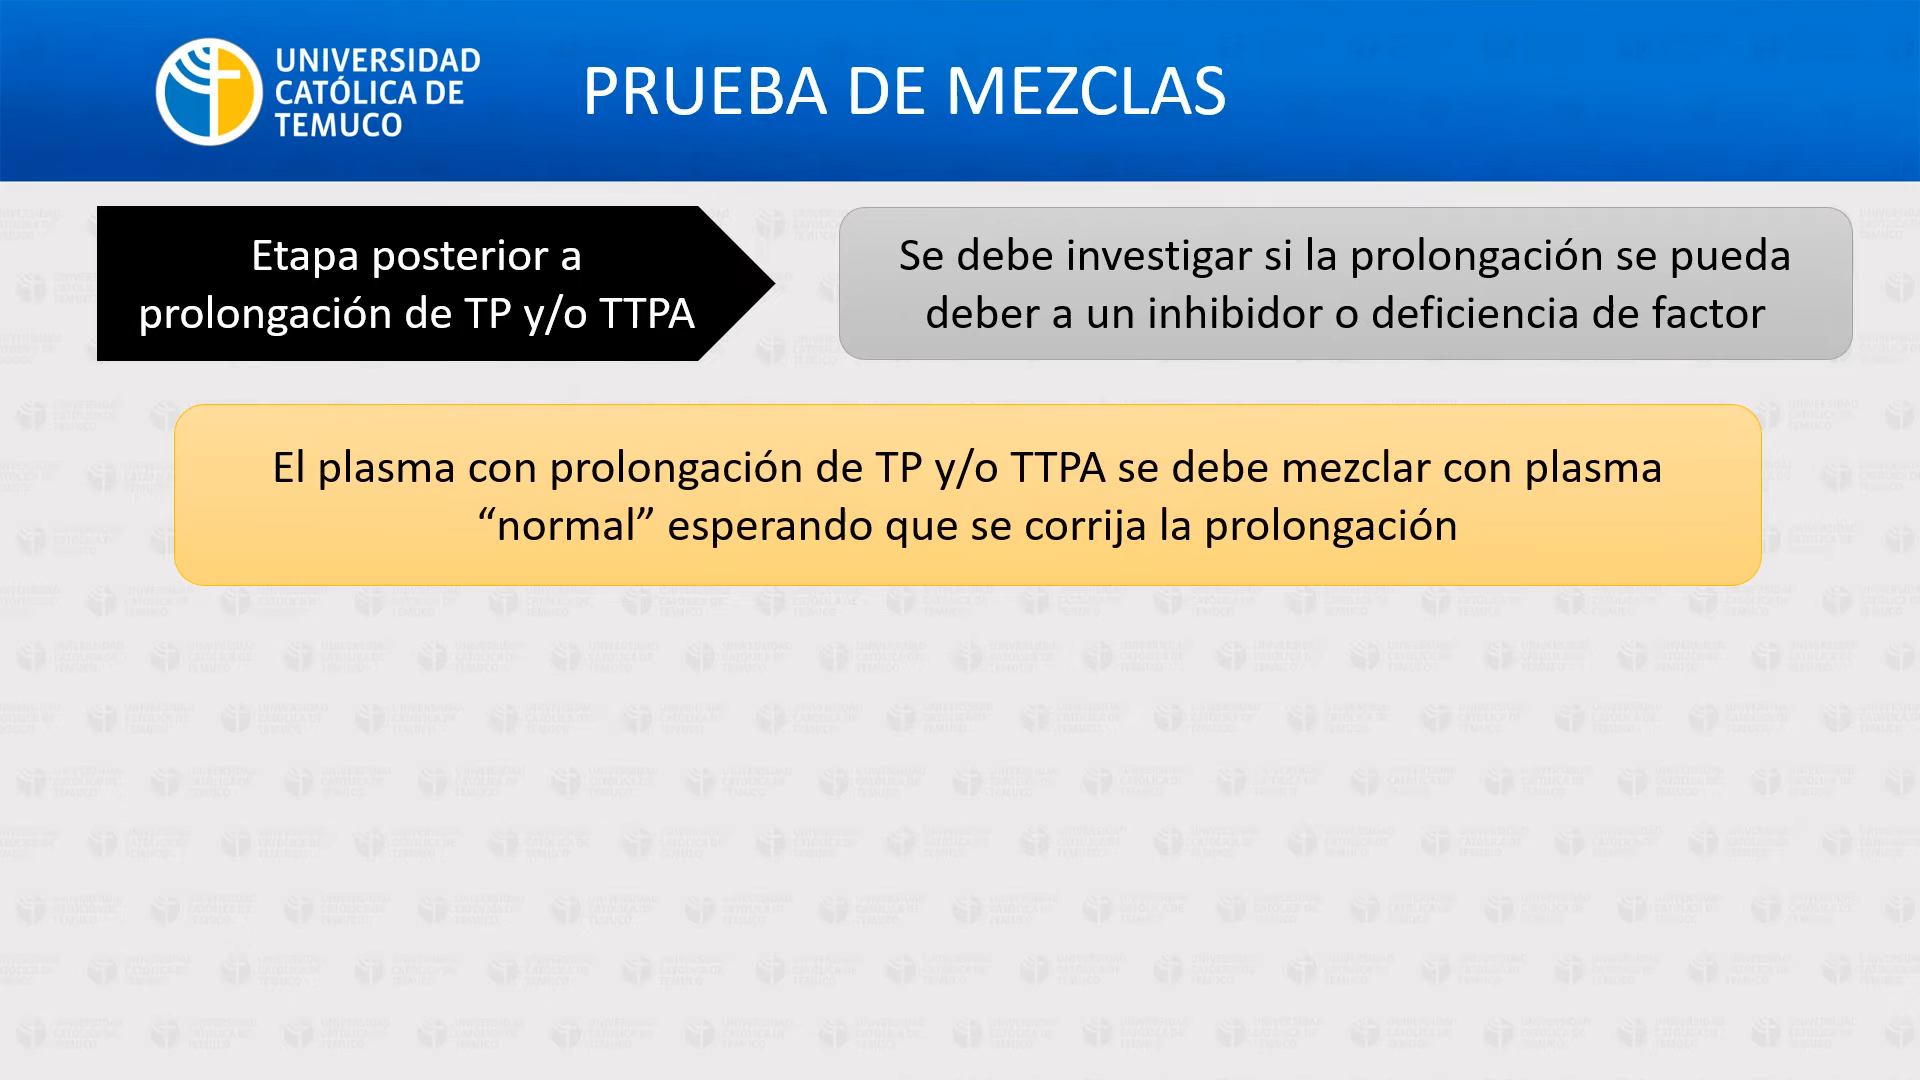 UNIVERSIDAD
CATÓLICA DE
TEMUCO
PRUEBA DE MEZCLAS
Etapa posterior a
prolongación de TP y/o TTPA
Se debe investigar si la prolongación se pueda
deber a un inhibidor o deficiencia de factor
El plasma con prolongación de TP y/o TTPA se debe mezclar con plasma
“normal” esperando que se corrija la prolongación